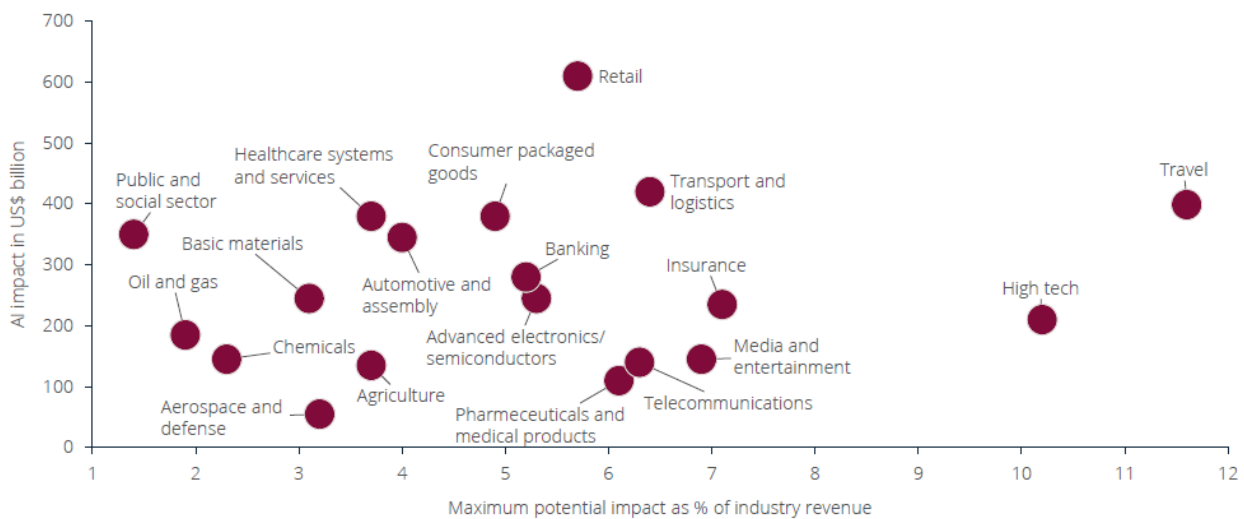 700
600
500
400
300
200
100
0
AI impact in US$ billion
Retail
Healthcare systems
and services
Consumer packaged
goods
Public and
social sector
Transport and
logistics
Travel
Basic materials
Banking
Oil and gas
Automotive and
assembly
Insurance
High tech
Chemicals
Advanced electronics/
semiconductors
Media and
entertainment
Agriculture
Aerospace and
defense
Pharmeceuticals and
medical products
Telecommunications
1 2 3 4 5 6 7 8 9 10 11 12
Maximum potential impact as % of industry revenue